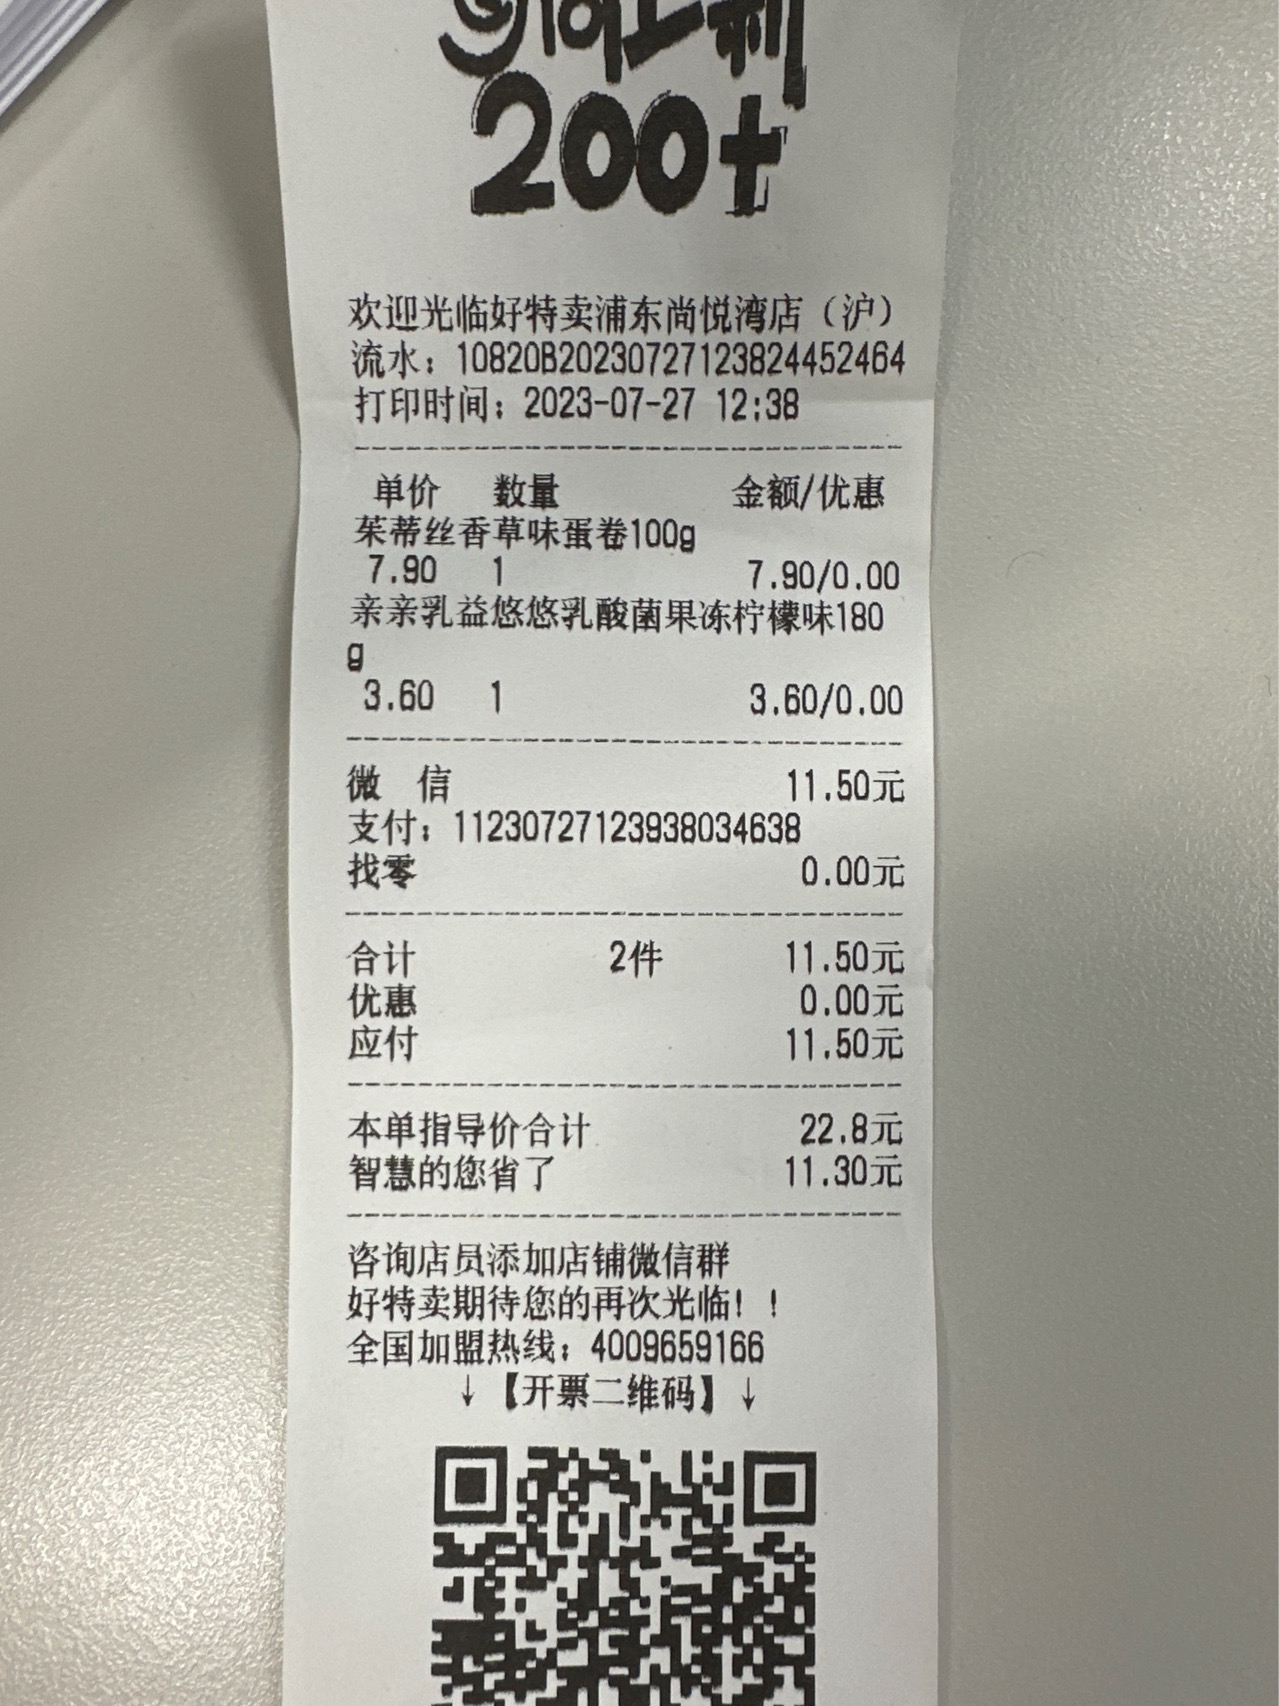 上新
200+
欢迎光临好特卖浦东尚悦湾店（沪）
流水：10820B20230727123824452464
打印时间：2023-07-27 12:38
单价 数量 金额/优惠
茱蒂丝香草味蛋卷100g
7.90 1 7.90/0.00
亲亲乳益悠悠乳酸菌果冻柠檬味180
g
3.60 1 3.60/0.00
微 信 11.50元
支付：11230727123938034638
找零 0.00元
合计 2件 11.50元
优惠 0.00元
应付 11.50元
本单指导价合计 22.8元
智慧的您省了 11.30元
咨询店员添加店铺微信群
好特卖期待您的再次光临！！
全国加盟热线：4009659166
↓【开票二维码】↓